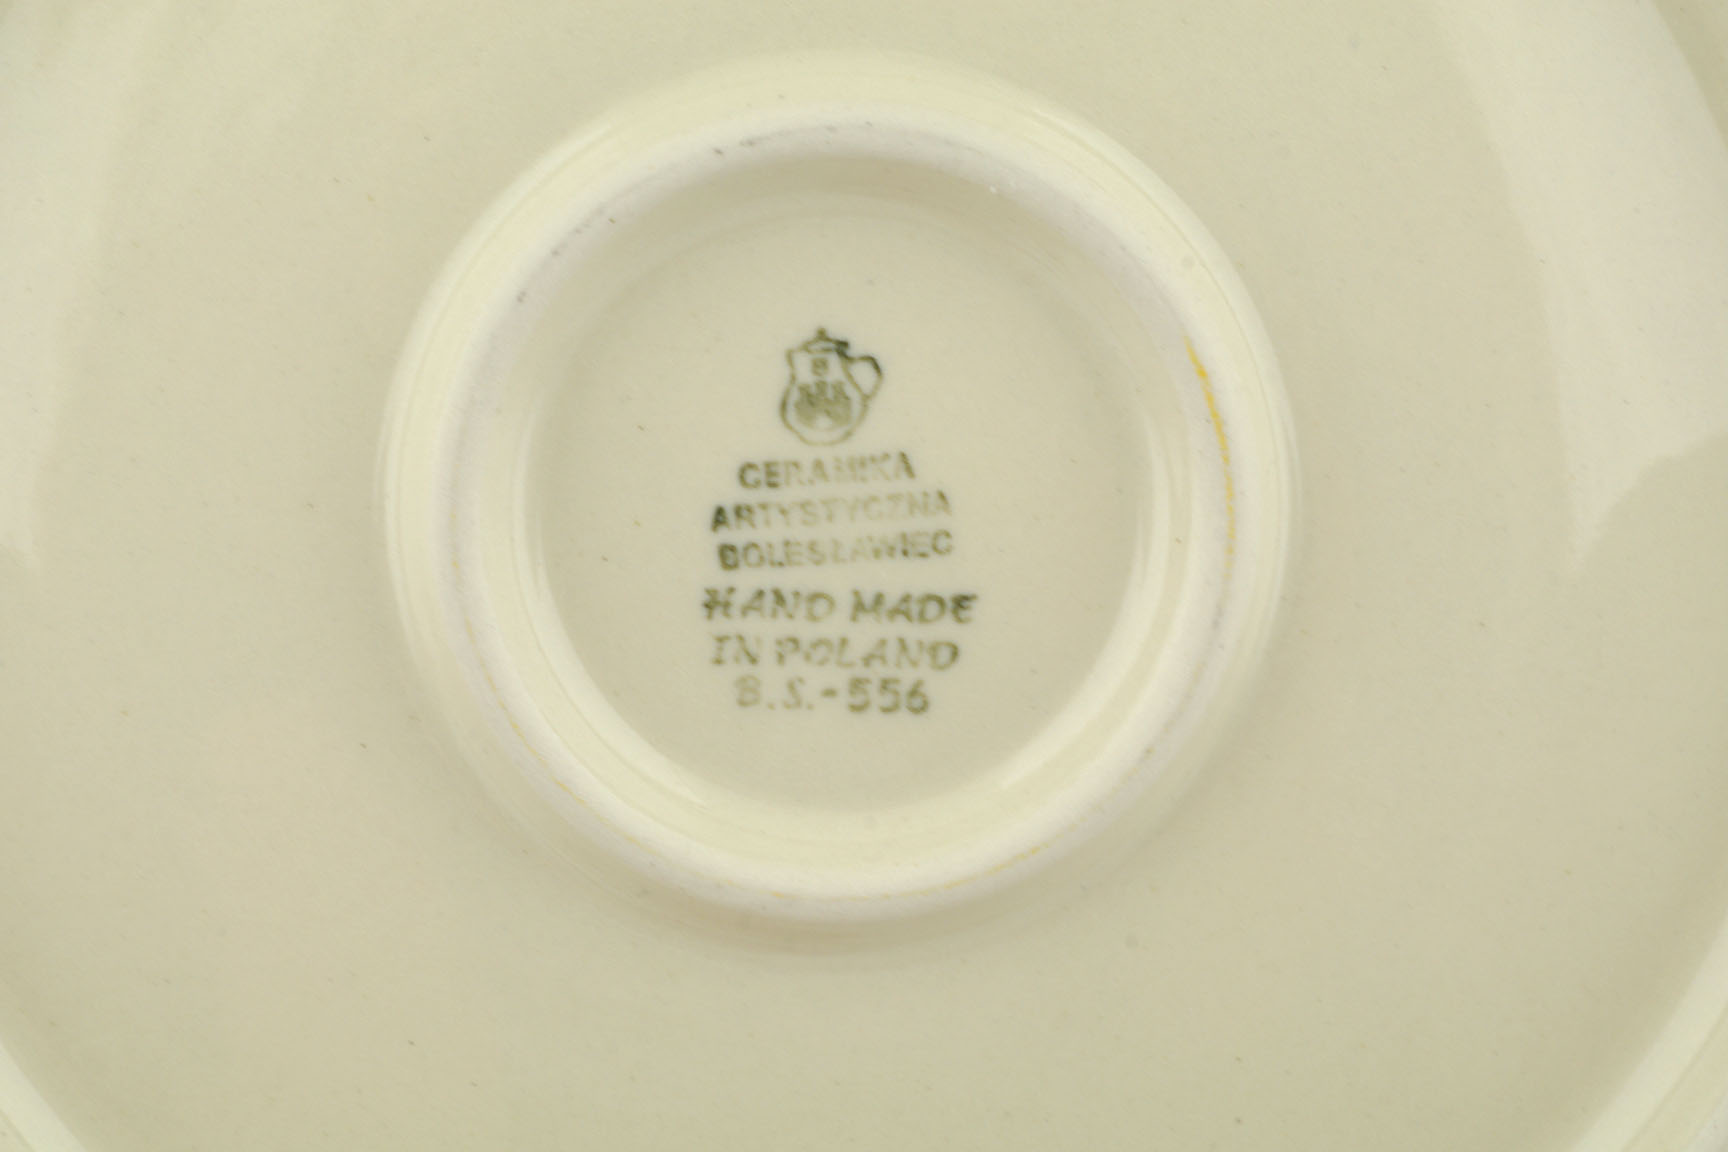 CERAMIKA
ARTYSTYCZNA
BOLESŁAWIEC
HAND MADE
IN POLAND
B.S.-556